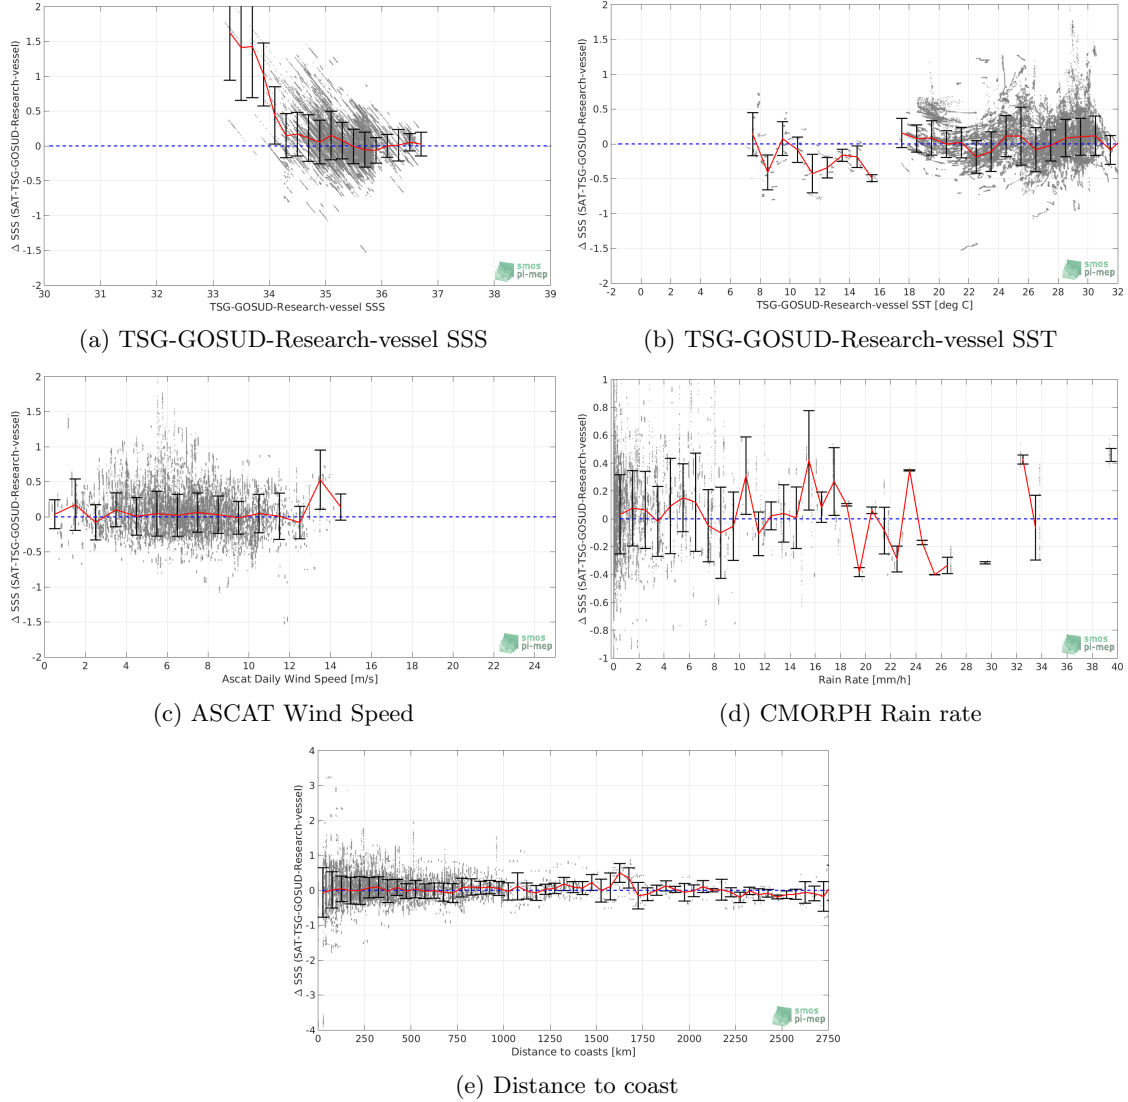 2
1.5
1
0.5
0
-0.5
-1
-1.5
-2
Δ SSS (SAT-TSG-GOSUD-Research-vessel)
30 31 32 33 34 35 36 37 38 39
TSG-GOSUD-Research-vessel SSS
smos
pi-mep
(a) TSG-GOSUD-Research-vessel SSS
2
1.5
1
0.5
0
-0.5
-1
-1.5
-2
Δ SSS (SAT-TSG-GOSUD-Research-vessel)
-2 0 2 4 6 8 10 12 14 16 18 20 22 24 26 28 30 32
TSG-GOSUD-Research-vessel SST [deg C]
smos
pi-mep
(b) TSG-GOSUD-Research-vessel SST
2
1.5
1
0.5
0
-0.5
-1
-1.5
-2
Δ SSS (SAT-TSG-GOSUD-Research-vessel)
0 2 4 6 8 10 12 14 16 18 20 22 24
Ascat Daily Wind Speed [m/s]
smos
pi-mep
(c) ASCAT Wind Speed
1
0.8
0.6
0.4
0.2
0
-0.2
-0.4
-0.6
-0.8
-1
Δ SSS (SAT-TSG-GOSUD-Research-vessel)
0 2 4 6 8 10 12 14 16 18 20 22 24 26 28 30 32 34 36 38 40
Rain Rate [mm/h]
smos
pi-mep
(d) CMORPH Rain rate
4
3
2
1
0
-1
-2
-3
-4
Δ SSS (SAT-TSG-GOSUD-Research-vessel)
0 250 500 750 1000 1250 1500 1750 2000 2250 2500 2750
Distance to coasts [km]
smos
pi-mep
(e) Distance to coast